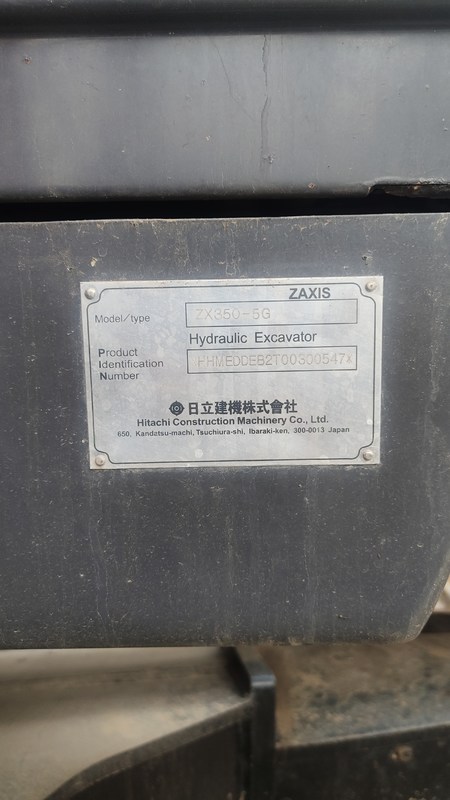 ZAXIS
Model/type ZX350-5G
Hydraulic Excavator
Product
Identification
Number
日立建機株式會社
Hitachi Construction Machinery Co., Ltd.
650, Kandatsu-machi, Tsuchiura-shi, Ibaraki-ken, 300-0013 Japan